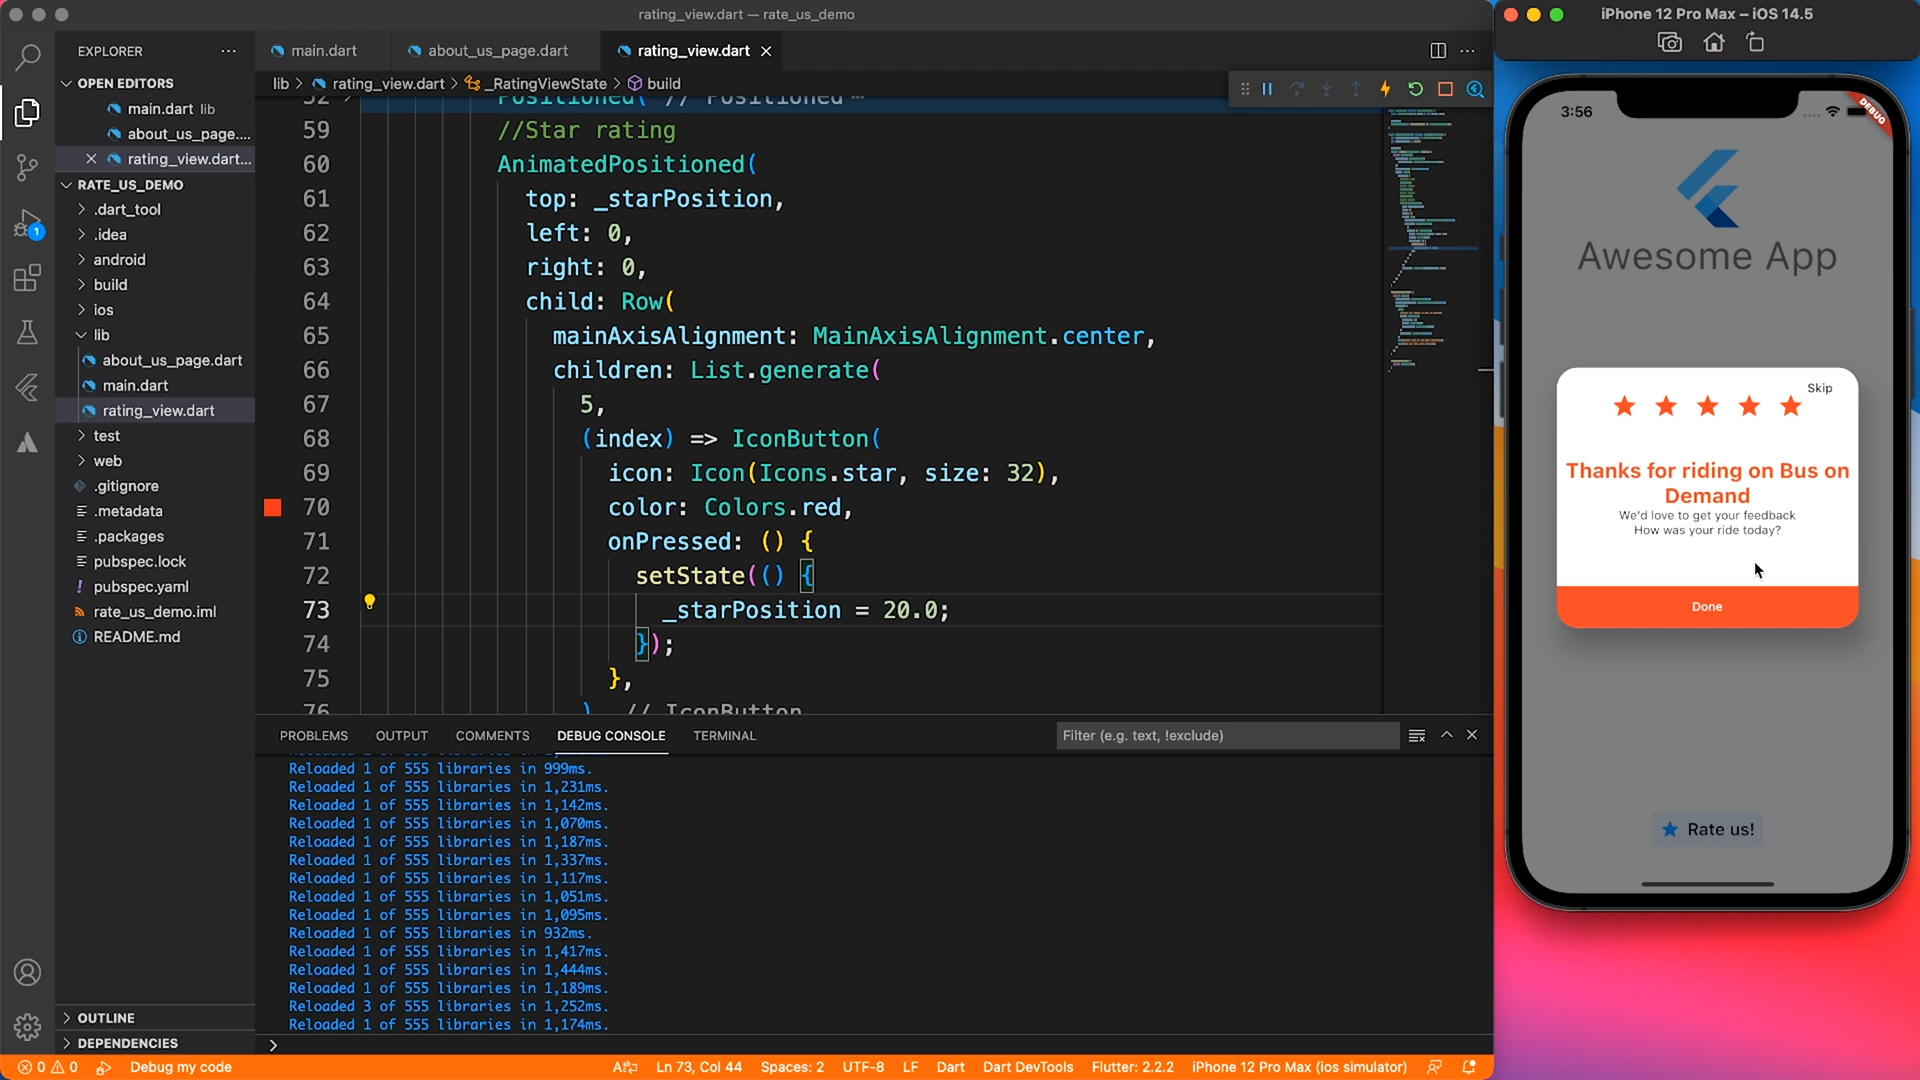 rating_view.dart — rate_us_demo
EXPLORER
OPEN EDITORS
main.dart lib
about_us_page....
rating_view.dart...
RATE_US_DEMO
.dart_tool
.idea
android
build
ios
lib
about_us_page.dart
main.dart
rating_view.dart
test
web
.gitignore
.metadata
.packages
pubspec.lock
pubspec.yaml
rate_us_demo.iml
README.md
OUTLINE
DEPENDENCIES
1
main.dart
about_us_page.dart
rating_view.dart
lib > rating_view.dart > _RatingViewState > build
52 Positioned( // Positioned
59 //Star rating
60 AnimatedPositioned(
61 top: _starPosition,
62 left: 0,
63 right: 0,
64 child: Row(
65 mainAxisAlignment: MainAxisAlignment.center,
66 children: List.generate(
67 5,
68 (index) => IconButton(
69 icon: Icon(Icons.star, size: 32),
70 color: Colors.red,
71 onPressed: () {
72 setState(() {
73 _starPosition = 20.0;
74 });
75 },
76 ) // IconButton
PROBLEMS OUTPUT COMMENTS DEBUG CONSOLE TERMINAL
Filter (e.g. text, !exclude)
Reloaded 1 of 555 libraries in 999ms.
Reloaded 1 of 555 libraries in 1,231ms.
Reloaded 1 of 555 libraries in 1,142ms.
Reloaded 1 of 555 libraries in 1,070ms.
Reloaded 1 of 555 libraries in 1,187ms.
Reloaded 1 of 555 libraries in 1,337ms.
Reloaded 1 of 555 libraries in 1,117ms.
Reloaded 1 of 555 libraries in 1,051ms.
Reloaded 1 of 555 libraries in 1,095ms.
Reloaded 1 of 555 libraries in 932ms.
Reloaded 1 of 555 libraries in 1,417ms.
Reloaded 1 of 555 libraries in 1,444ms.
Reloaded 1 of 555 libraries in 1,189ms.
Reloaded 3 of 555 libraries in 1,252ms.
Reloaded 1 of 555 libraries in 1,174ms.
0 0 Debug my code
Ln 73, Col 44 Spaces: 2 UTF-8 LF Dart Dart DevTools Flutter: 2.2.2 iPhone 12 Pro Max (ios simulator)
iPhone 12 Pro Max – iOS 14.5
3:56
DEBUG
Awesome App
Skip
Thanks for riding on Bus on
Demand
We'd love to get your feedback
How was your ride today?
Done
Rate us!